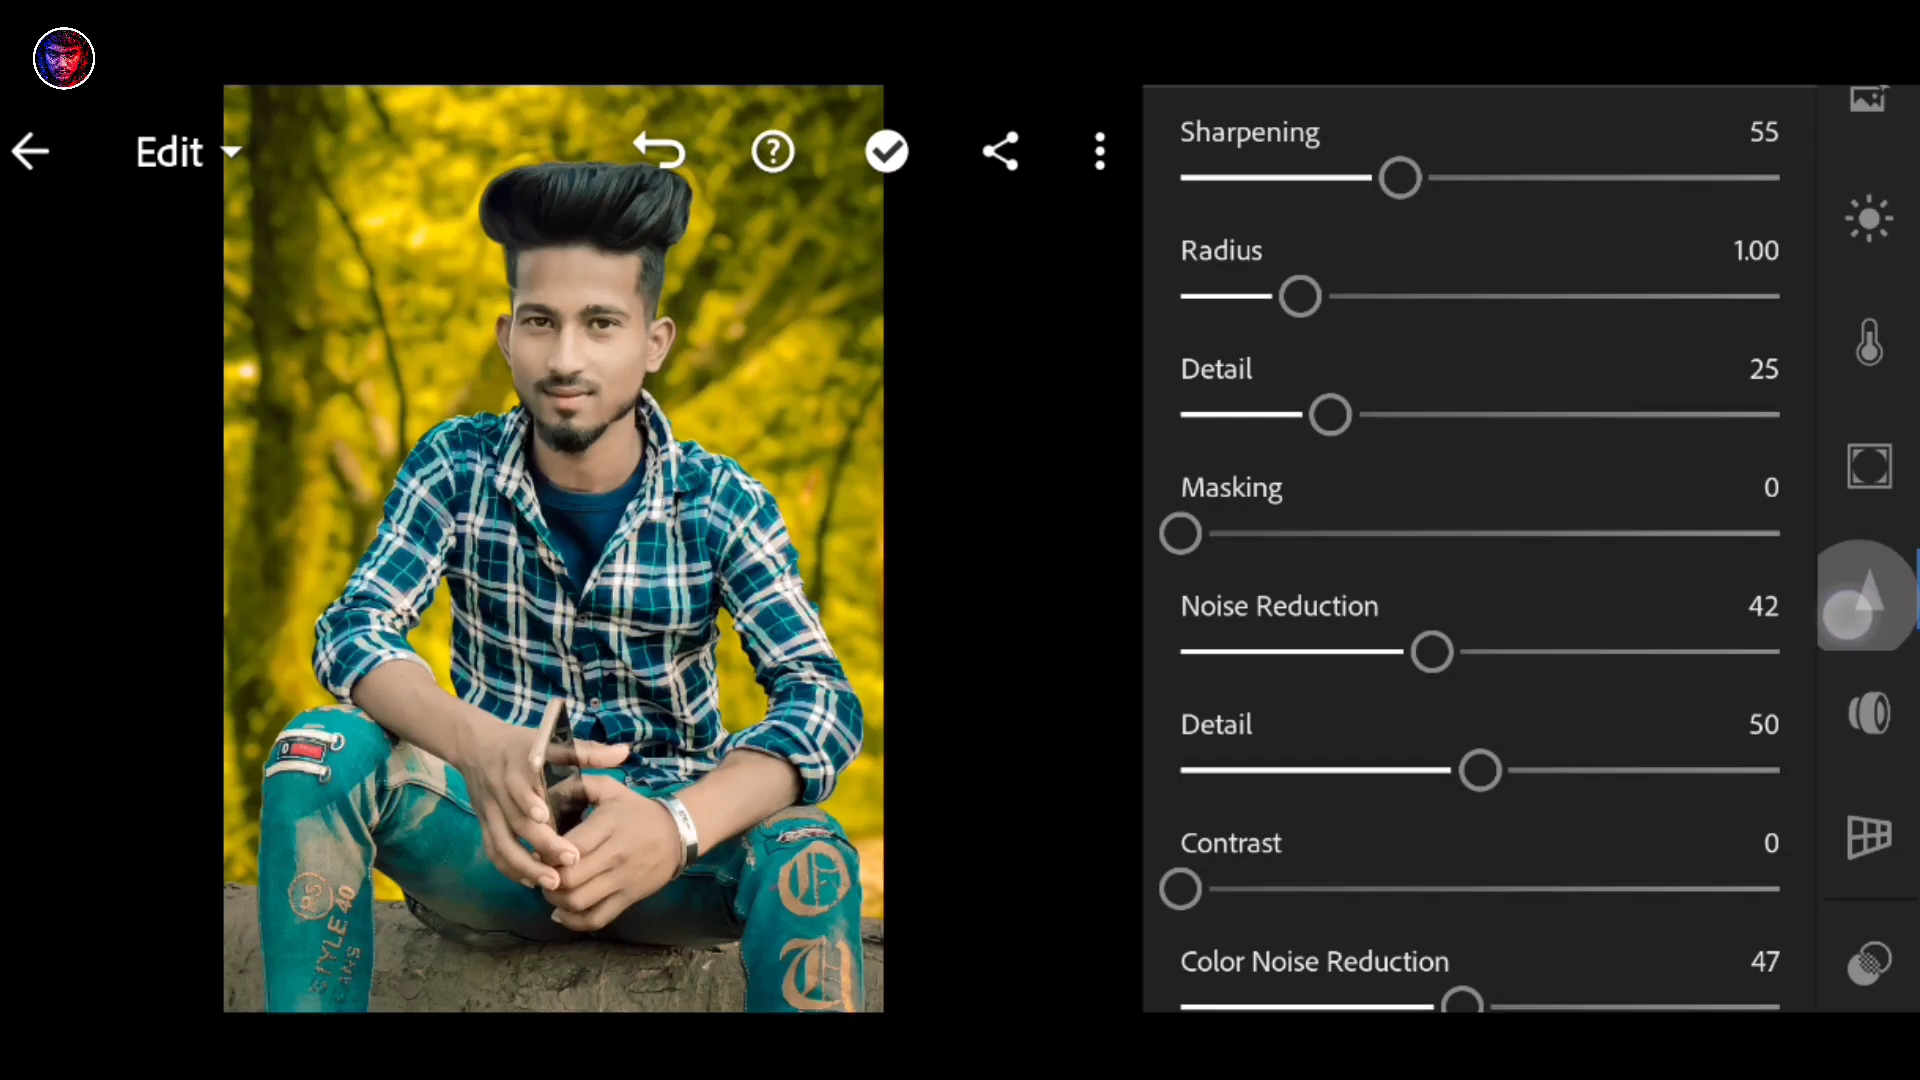 Edit
Sharpening 55
Radius 1.00
Detail 25
Masking 0
Noise Reduction 42
Detail 50
Contrast 0
Color Noise Reduction 47
RS
STYLE 40
O
U